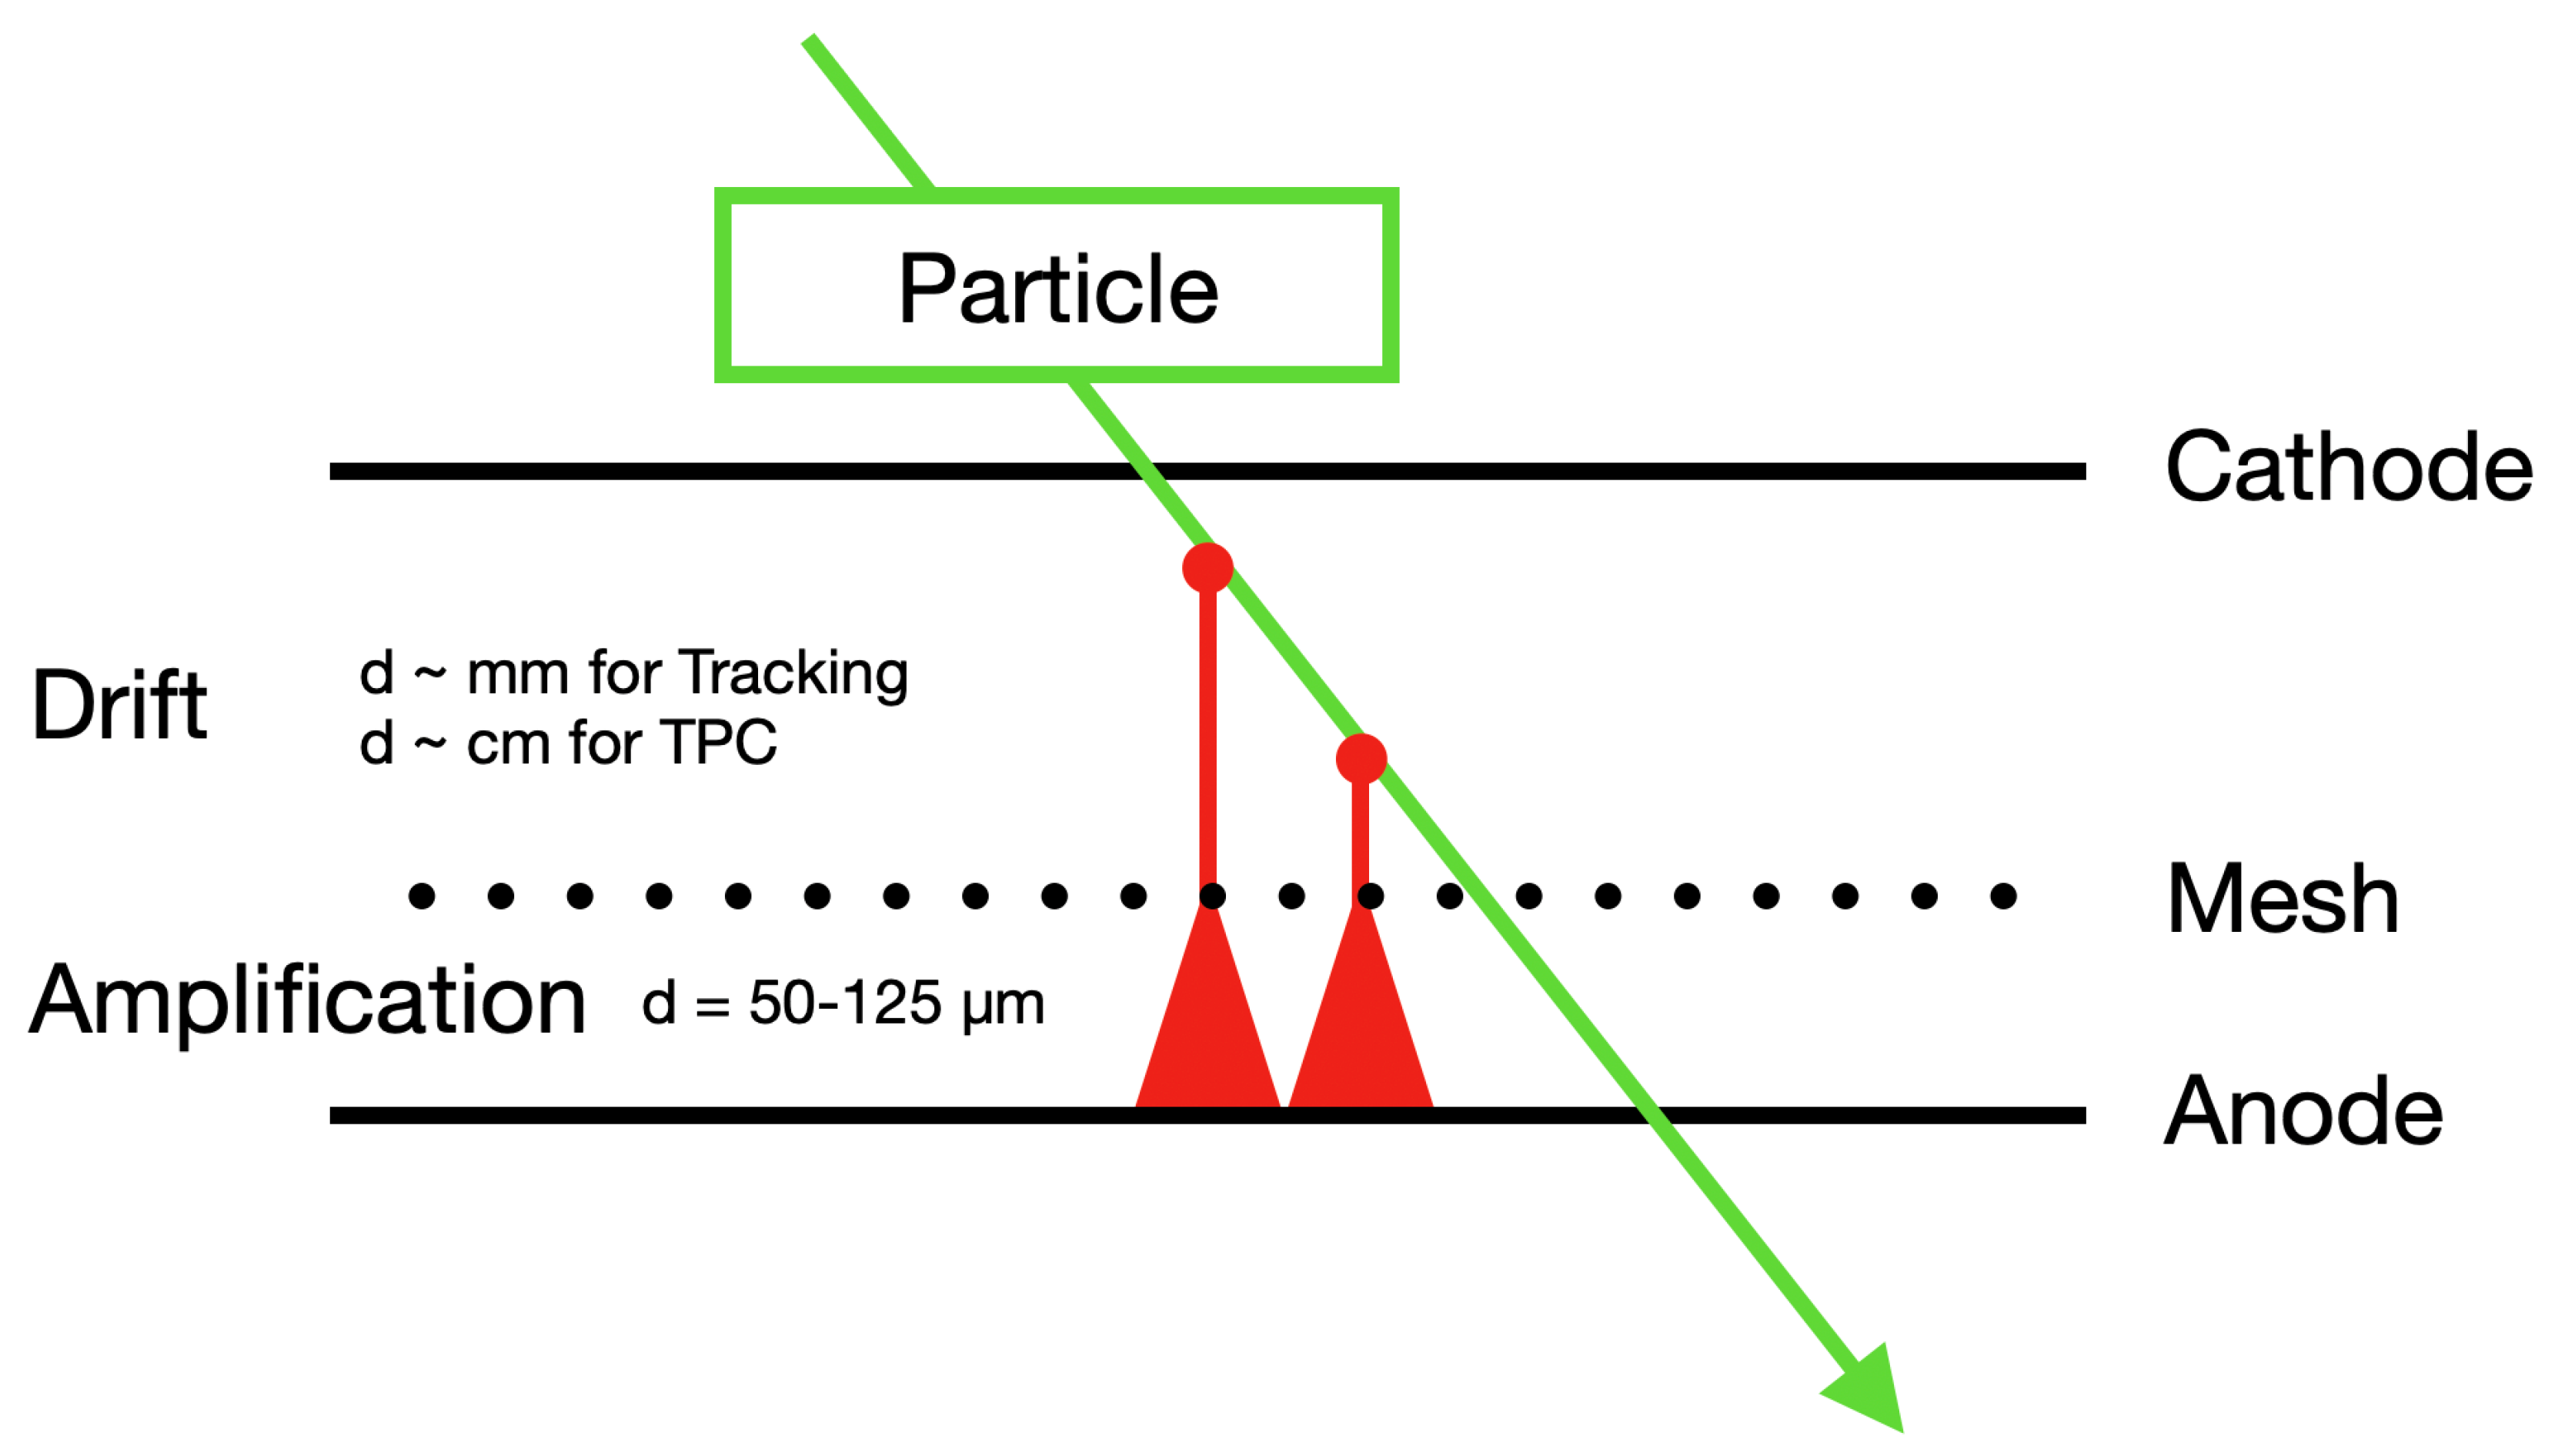 Particle
Cathode
Drift
d ~ mm for Tracking
d ~ cm for TPC
Mesh
Amplification
d = 50-125 µm
Anode